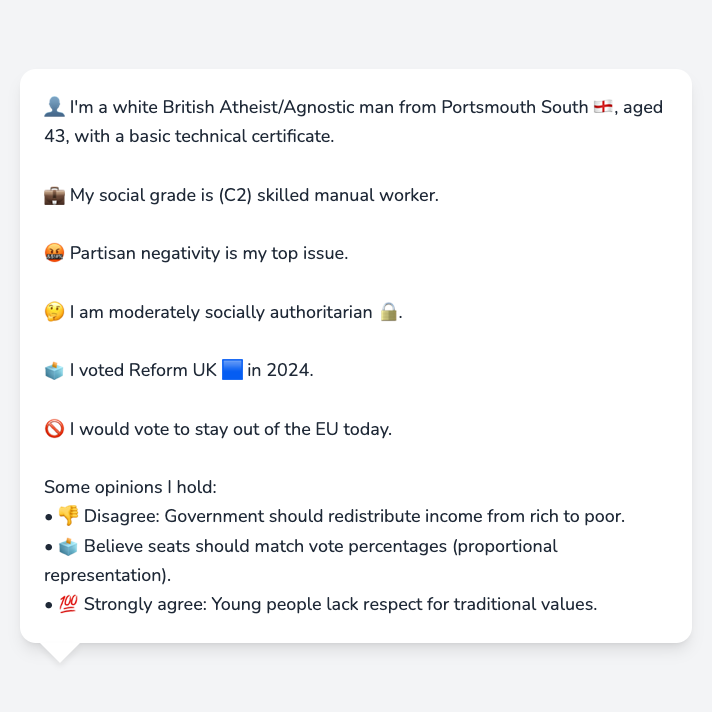 👤 I'm a white British Atheist/Agnostic man from Portsmouth South 🏴󠁧󠁢󠁥󠁮󠁧󠁿, aged
43, with a basic technical certificate.
💼 My social grade is (C2) skilled manual worker.
🤬 Partisan negativity is my top issue.
🤔 I am moderately socially authoritarian 🔒.
🗳️ I voted Reform UK 🟦 in 2024.
🚫 I would vote to stay out of the EU today.
Some opinions I hold:
• 👎 Disagree: Government should redistribute income from rich to poor.
• 🗳️ Believe seats should match vote percentages (proportional
representation).
• 💯 Strongly agree: Young people lack respect for traditional values.